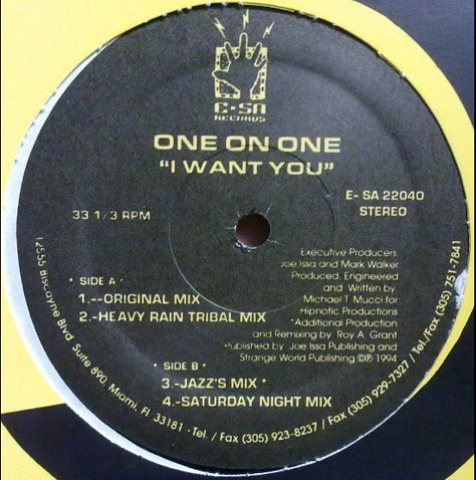 E-SA
RECORDS
ONE ON ONE
"I WANT YOU"
E- SA 22040
STEREO
33 1/3 RPM
Executive Producers
Joe Issa and Mark Walker
Produced, Engineered
and Written by
Michael T. Mucci for
Hipnotic Productions
*Additional Production
and Remixing by Roy A. Grant
Published by Joe Issa Publishing and
Strange World Publishing ©℗ 1994
* SIDE A *
1.--ORIGINAL MIX
2.-HEAVY RAIN TRIBAL MIX
* SIDE B *
3.-JAZZ'S MIX *
4.-SATURDAY NIGHT MIX
12555 Biscayne Blvd. Suite 890, Miami, Fl 33181 -Tel. / Fax (305) 923-8237 / Tel./Fax (305) 929-7327 / Tel./Fax (305) 751-7841